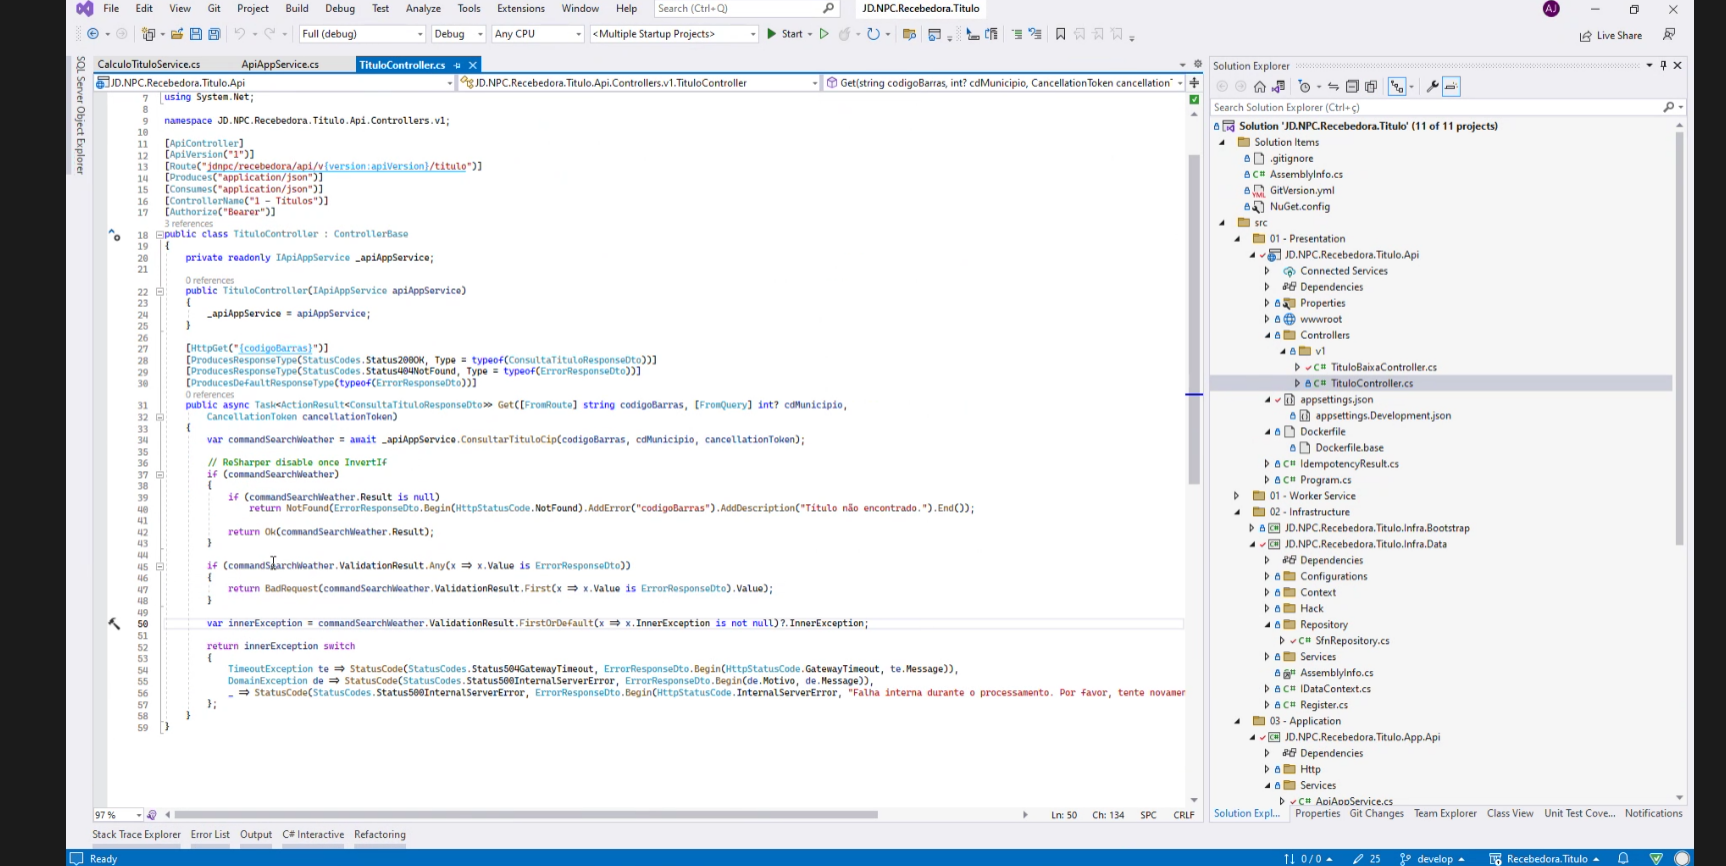 File Edit View Git Project Build Debug Test Analyze Tools Extensions Window Help Search (Ctrl+Q) JD.NPC.Recebedora.Titulo AJ
Full (debug) Debug Any CPU <Multiple Startup Projects> Start Live Share
SQL Server Object Explorer
CalculoTituloService.cs ApiAppService.cs TituloController.cs
JD.NPC.Recebedora.Titulo.Api JD.NPC.Recebedora.Titulo.Api.Controllers.v1.TituloController Get(string codigoBarras, int? cdMunicipio, CancellationToken cancellationT
7 using System.Net;
8
9 namespace JD.NPC.Recebedora.Titulo.Api.Controllers.v1;
10
11 [ApiController]
12 [ApiVersion("1")]
13 [Route("jdnpc/recebedora/api/v{version:apiVersion}/titulo")]
14 [Produces("application/json")]
15 [Consumes("application/json")]
16 [ControllerName("1 - Títulos")]
17 [Authorize("Bearer")]
3 references
18 public class TituloController : ControllerBase
19 {
20 private readonly IApiAppService _apiAppService;
21
0 references
22 public TituloController(IApiAppService apiAppService)
23 {
24 _apiAppService = apiAppService;
25 }
26
27 [HttpGet("{codigoBarras}")]
28 [ProducesResponseType(StatusCodes.Status200OK, Type = typeof(ConsultaTituloResponseDto))]
29 [ProducesResponseType(StatusCodes.Status404NotFound, Type = typeof(ErrorResponseDto))]
30 [ProducesDefaultResponseType(typeof(ErrorResponseDto))]
0 references
31 public async Task<ActionResult<ConsultaTituloResponseDto>> Get([FromRoute] string codigoBarras, [FromQuery] int? cdMunicipio,
32 CancellationToken cancellationToken)
33 {
34 var commandSearchWeather = await _apiAppService.ConsultarTituloCip(codigoBarras, cdMunicipio, cancellationToken);
35
36 // ReSharper disable once InvertIf
37 if (commandSearchWeather)
38 {
39 if (commandSearchWeather.Result is null)
40 return NotFound(ErrorResponseDto.Begin(HttpStatusCode.NotFound).AddError("codigoBarras").AddDescription("Título não encontrado.").End());
41
42 return Ok(commandSearchWeather.Result);
43 }
44
45 if (commandSearchWeather.ValidationResult.Any(x => x.Value is ErrorResponseDto))
46 {
47 return BadRequest(commandSearchWeather.ValidationResult.First(x => x.Value is ErrorResponseDto).Value);
48 }
49
50 var innerException = commandSearchWeather.ValidationResult.FirstOrDefault(x => x.InnerException is not null)?.InnerException;
51
52 return innerException switch
53 {
54 TimeoutException te => StatusCode(StatusCodes.Status504GatewayTimeout, ErrorResponseDto.Begin(HttpStatusCode.GatewayTimeout, te.Message)),
55 DomainException de => StatusCode(StatusCodes.Status500InternalServerError, ErrorResponseDto.Begin(de.Motivo, de.Message)),
56 _ => StatusCode(StatusCodes.Status500InternalServerError, ErrorResponseDto.Begin(HttpStatusCode.InternalServerError, "Falha interna durante o processamento. Por favor, tente novamen
57 };
58 }
59 }
97 % Ln: 50 Ch: 134 SPC CRLF
Stack Trace Explorer Error List Output C# Interactive Refactoring
Solution Explorer
Search Solution Explorer (Ctrl+ç)
Solution 'JD.NPC.Recebedora.Titulo' (11 of 11 projects)
Solution Items
.gitignore
C# AssemblyInfo.cs
YML GitVersion.yml
NuGet.config
src
01 - Presentation
JD.NPC.Recebedora.Titulo.Api
Connected Services
Dependencies
Properties
wwwroot
Controllers
v1
C# TituloBaixaController.cs
C# TituloController.cs
appsettings.json
appsettings.Development.json
Dockerfile
Dockerfile.base
C# IdempotencyResult.cs
C# Program.cs
01 - Worker Service
02 - Infrastructure
C# JD.NPC.Recebedora.Titulo.Infra.Bootstrap
C# JD.NPC.Recebedora.Titulo.Infra.Data
Dependencies
Configurations
Context
Hack
Repository
C# SfnRepository.cs
Services
AssemblyInfo.cs
C# IDataContext.cs
C# Register.cs
03 - Application
C# JD.NPC.Recebedora.Titulo.App.Api
Dependencies
Http
Services
C# ApiAppService.cs
Solution Expl... Properties Git Changes Team Explorer Class View Unit Test Cove... Notifications
Ready 0 / 0 25 develop Recebedora.Titulo